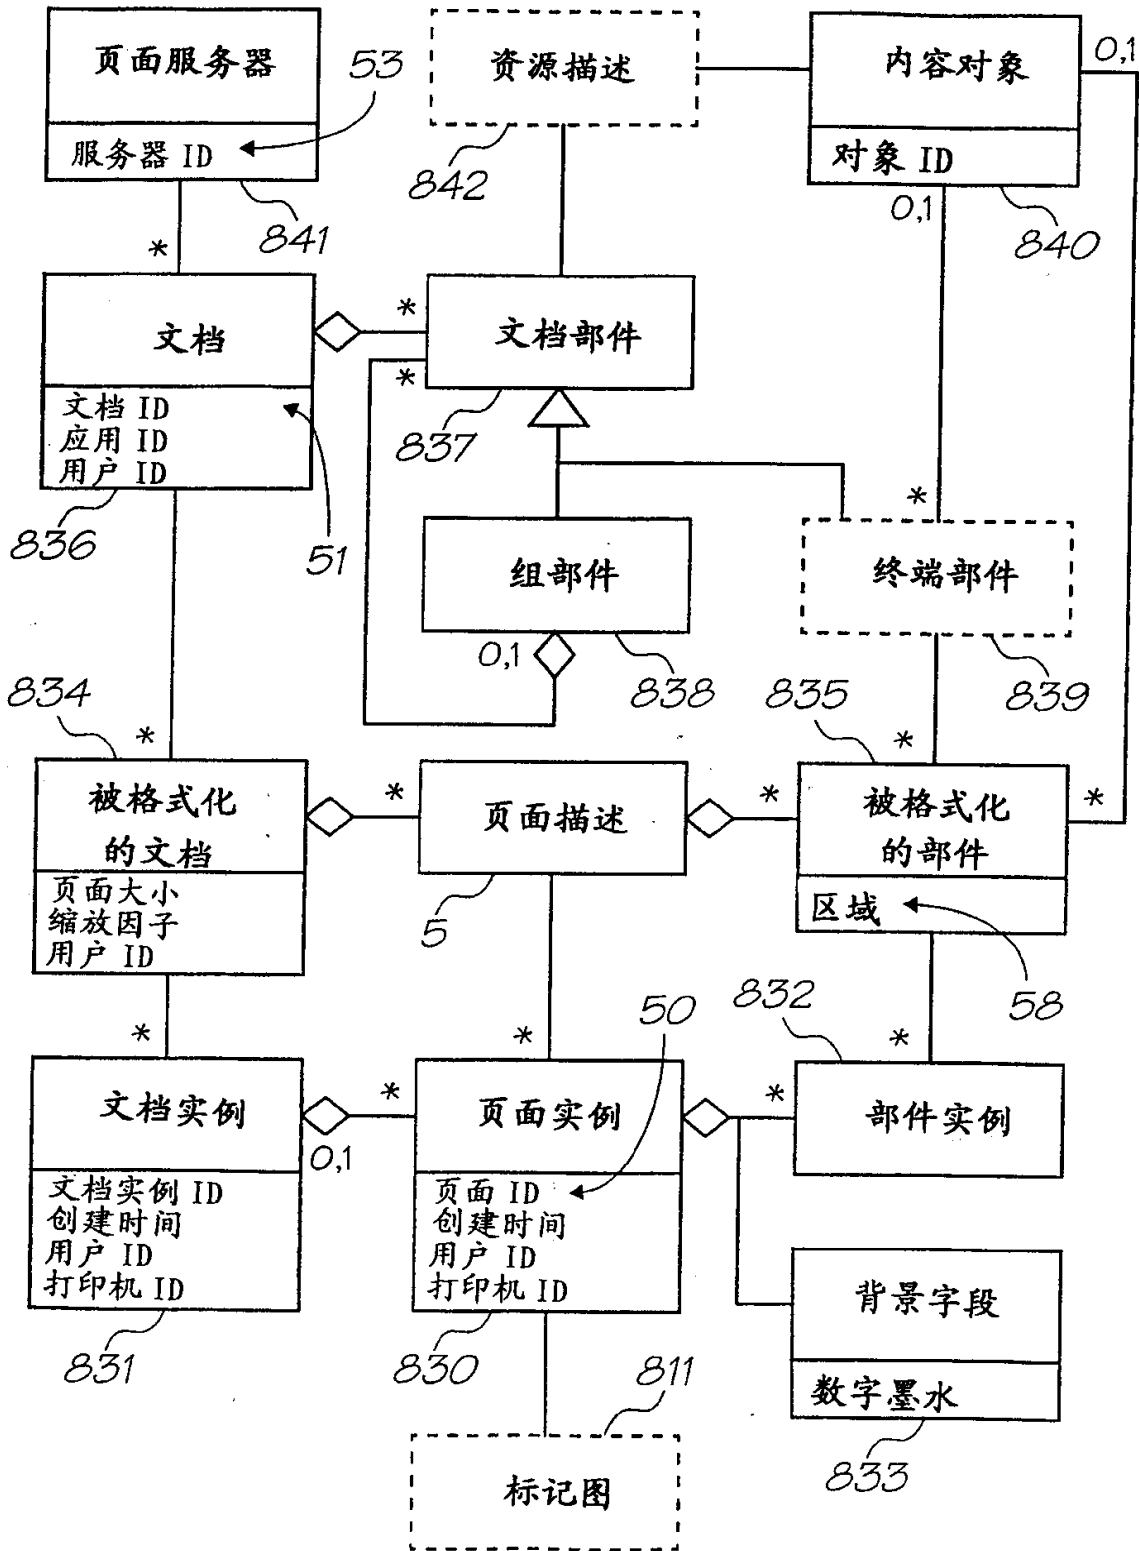 页面服务器
53
服务器 ID
841
*
资源描述
842
内容对象
0,1
对象 ID
0,1
840
文档
*
文档部件
*
文档 ID
应用 ID
用户 ID
836
51
837
*
组部件
终端部件
0,1
838
839
834
*
835
*
被格式化
的文档
*
页面描述
*
被格式化
的部件
*
页面大小
缩放因子
用户 ID
5
区域
58
*
50
*
832
*
文档实例
*
0,1
页面实例
*
部件实例
文档实例 ID
创建时间
用户 ID
打印机 ID
831
页面 ID
创建时间
用户 ID
打印机 ID
830
背景字段
数字墨水
833
811
标记图